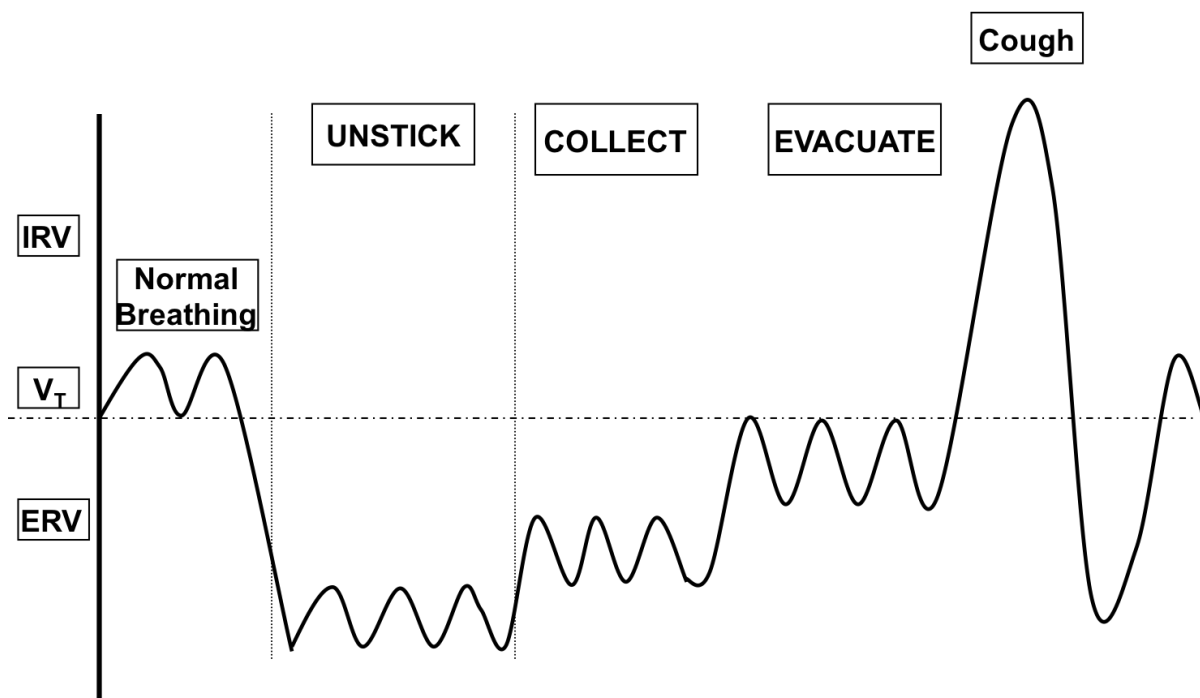 Cough
UNSTICK
COLLECT
EVACUATE
IRV
Normal
Breathing
VT
ERV